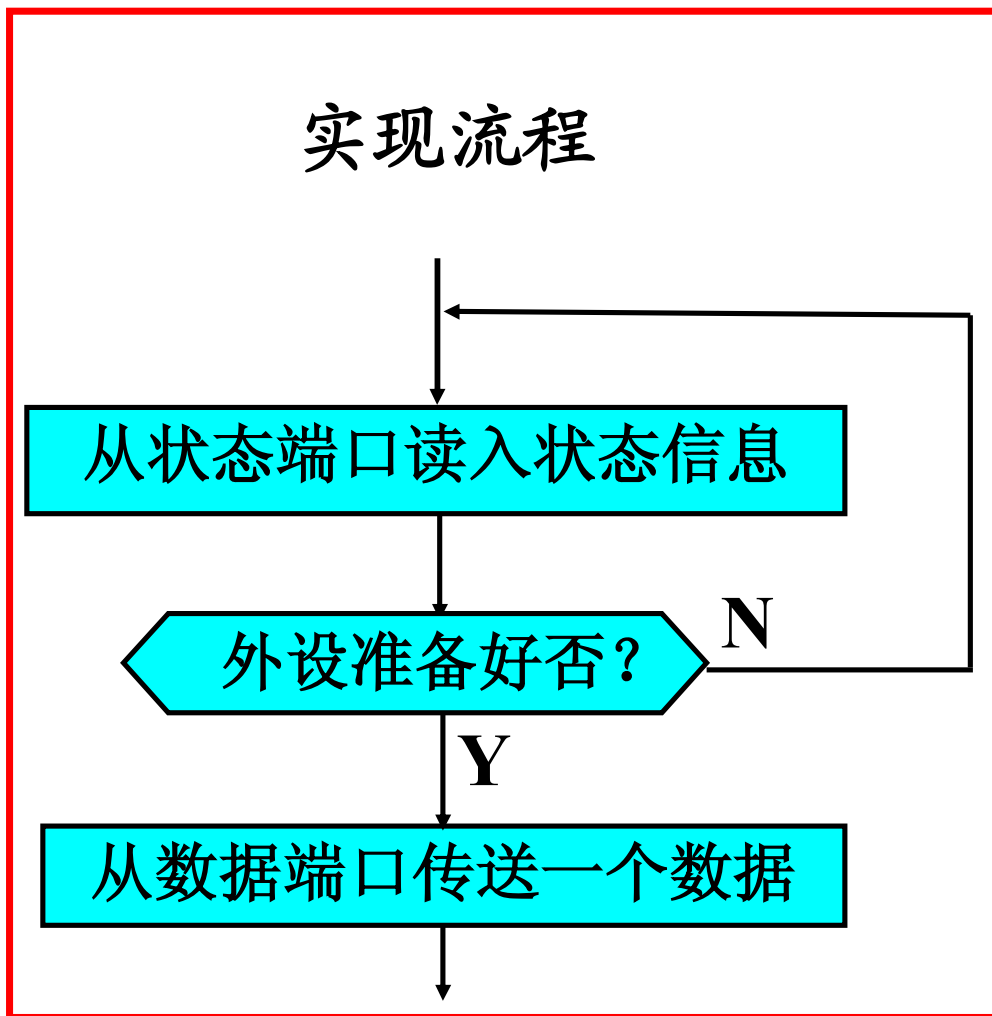 实现流程
从状态端口读入状态信息
外设准备好否？
N
Y
从数据端口传送一个数据